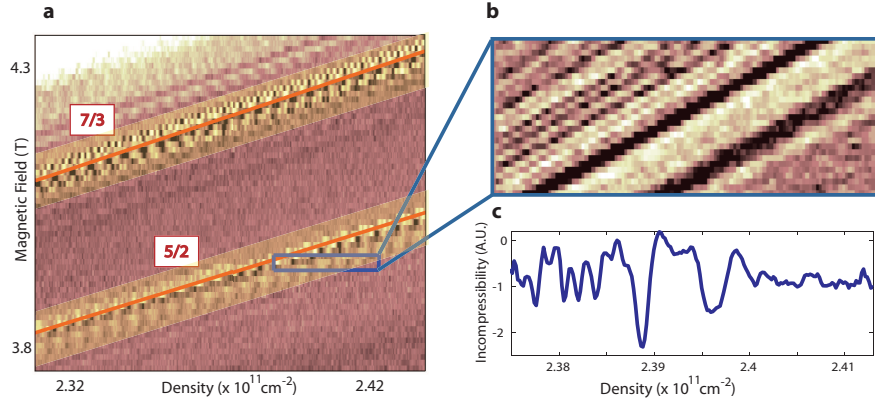 a
4.3
3.8
Magnetic Field (T)
7/3
5/2
2.32
Density (x 10¹¹cm⁻²)
2.42
b
c
Incompressibility (A.U.)
0
-1
-2
2.38
2.39
2.4
2.41
Density (x 10¹¹cm⁻²)